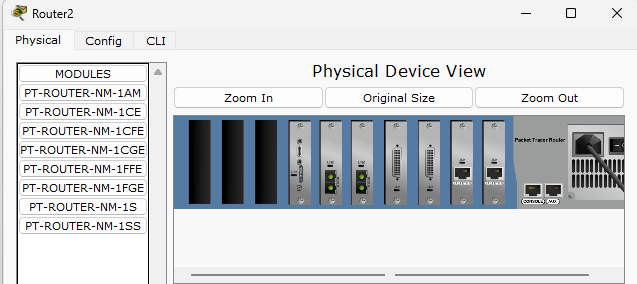 Router2
Physical Config CLI
MODULES
PT-ROUTER-NM-1AM
PT-ROUTER-NM-1CE
PT-ROUTER-NM-1CFE
PT-ROUTER-NM-1CGE
PT-ROUTER-NM-1FFE
PT-ROUTER-NM-1FGE
PT-ROUTER-NM-1S
PT-ROUTER-NM-1SS
Physical Device View
Zoom In Original Size Zoom Out
Packet Tracer Router
CONSOLE AUX